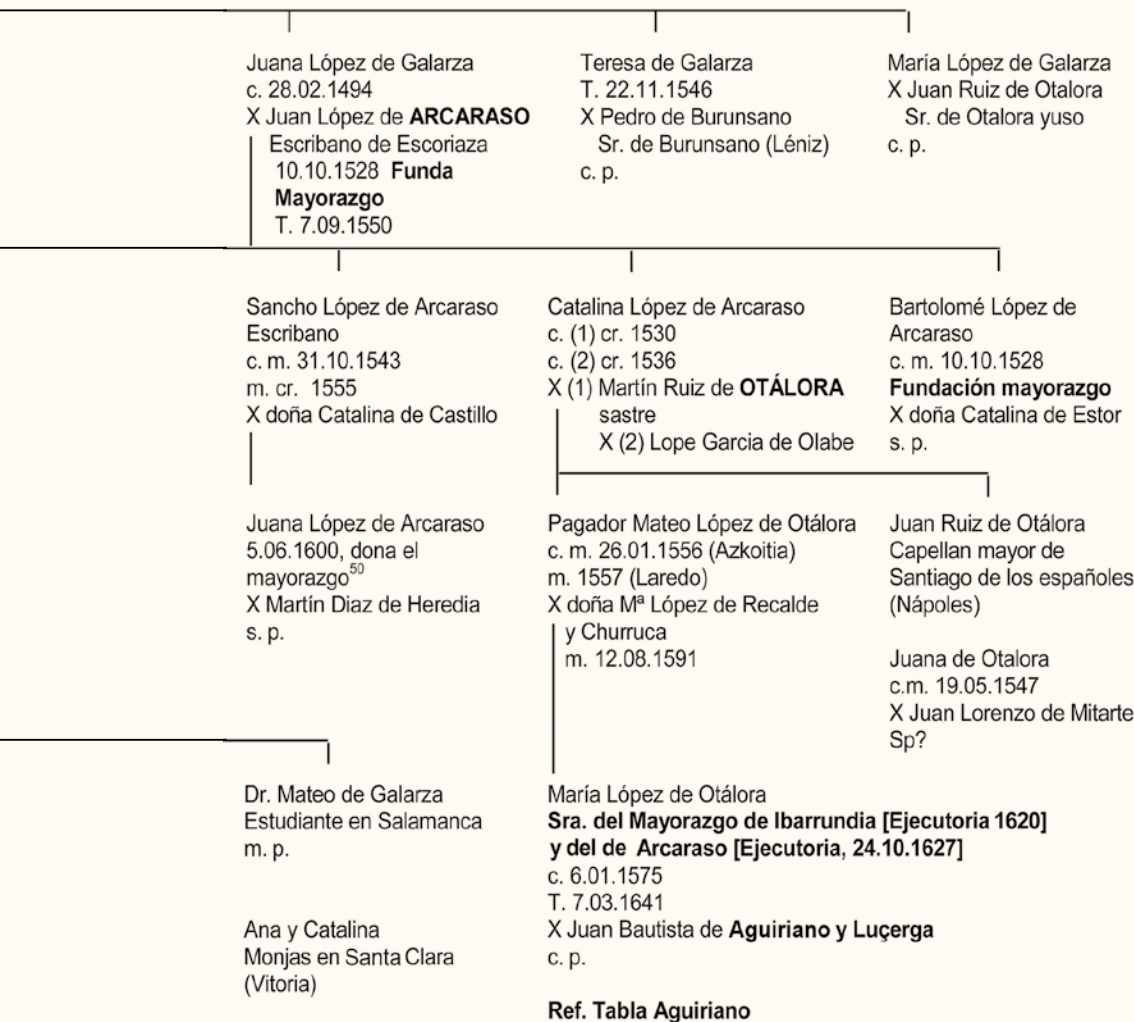 Juana López de Galarza
c. 28.02.1494
X Juan López de ARCARASO
Escribano de Escoriaza
10.10.1528 Funda
Mayorazgo
T. 7.09.1550
Teresa de Galarza
T. 22.11.1546
X Pedro de Burunsano
Sr. de Burunsano (Léniz)
c. p.
María López de Galarza
X Juan Ruiz de Otalora
Sr. de Otalora yuso
c. p.
Sancho López de Arcaraso
Escribano
c. m. 31.10.1543
m. cr. 1555
X doña Catalina de Castillo
Catalina López de Arcaraso
c. (1) cr. 1530
c. (2) cr. 1536
X (1) Martín Ruiz de OTÁLORA
sastre
X (2) Lope Garcia de Olabe
Bartolomé López de
Arcaraso
c. m. 10.10.1528
Fundación mayorazgo
X doña Catalina de Estor
s. p.
Juana López de Arcaraso
5.06.1600, dona el
mayorazgo50
X Martín Diaz de Heredia
s. p.
Pagador Mateo López de Otálora
c. m. 26.01.1556 (Azkoitia)
m. 1557 (Laredo)
X doña Mª López de Recalde
y Churruca
m. 12.08.1591
Juan Ruiz de Otálora
Capellan mayor de
Santiago de los españoles
(Nápoles)
Juana de Otalora
c.m. 19.05.1547
X Juan Lorenzo de Mitarte
Sp?
Dr. Mateo de Galarza
Estudiante en Salamanca
m. p.
Ana y Catalina
Monjas en Santa Clara
(Vitoria)
María López de Otálora
Sra. del Mayorazgo de Ibarrundia [Ejecutoria 1620]
y del de Arcaraso [Ejecutoria, 24.10.1627]
c. 6.01.1575
T. 7.03.1641
X Juan Bautista de Aguiriano y Luçerga
c. p.
Ref. Tabla Aguiriano